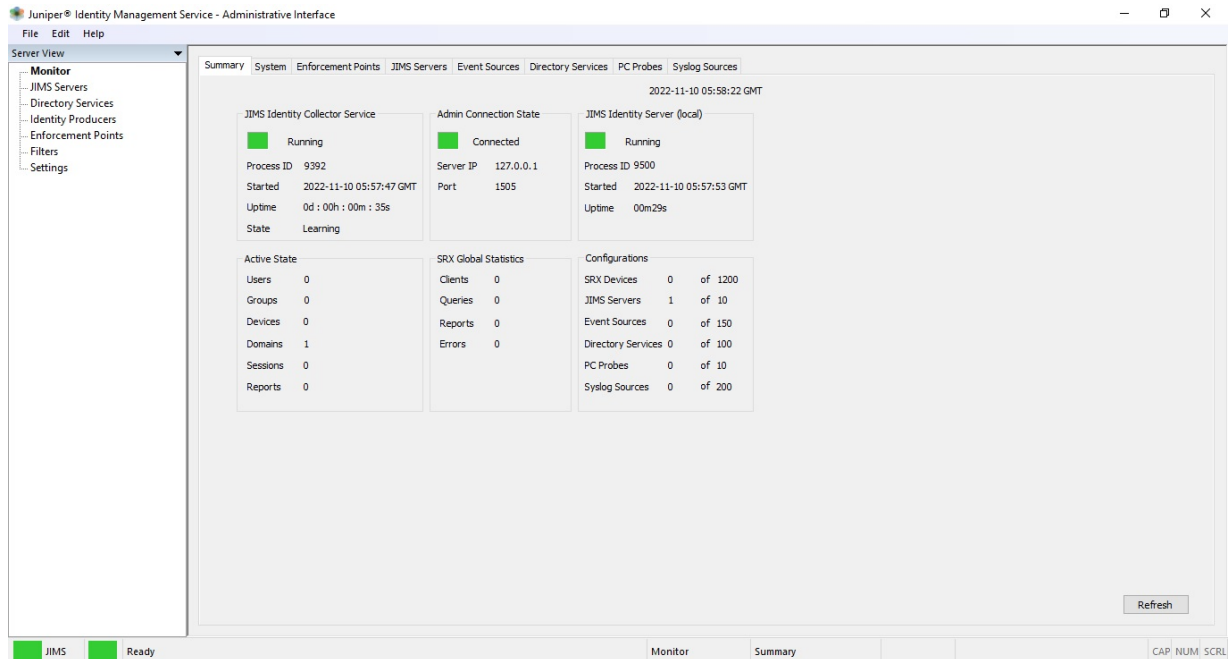 Juniper® Identity Management Service - Administrative Interface
File Edit Help
Server View
Monitor
JIMS Servers
Directory Services
Identity Producers
Enforcement Points
Filters
Settings
Summary System Enforcement Points JIMS Servers Event Sources Directory Services PC Probes Syslog Sources
2022-11-10 05:58:22 GMT
JIMS Identity Collector Service
Running
Process ID 9392
Started 2022-11-10 05:57:47 GMT
Uptime 0d : 00h : 00m : 35s
State Learning
Admin Connection State
Connected
Server IP 127.0.0.1
Port 1505
JIMS Identity Server (local)
Running
Process ID 9500
Started 2022-11-10 05:57:53 GMT
Uptime 00m29s
Active State
Users 0
Groups 0
Devices 0
Domains 1
Sessions 0
Reports 0
SRX Global Statistics
Clients 0
Queries 0
Reports 0
Errors 0
Configurations
SRX Devices 0 of 1200
JIMS Servers 1 of 10
Event Sources 0 of 150
Directory Services 0 of 100
PC Probes 0 of 10
Syslog Sources 0 of 200
Refresh
JIMS Ready Monitor Summary CAP NUM SCRL